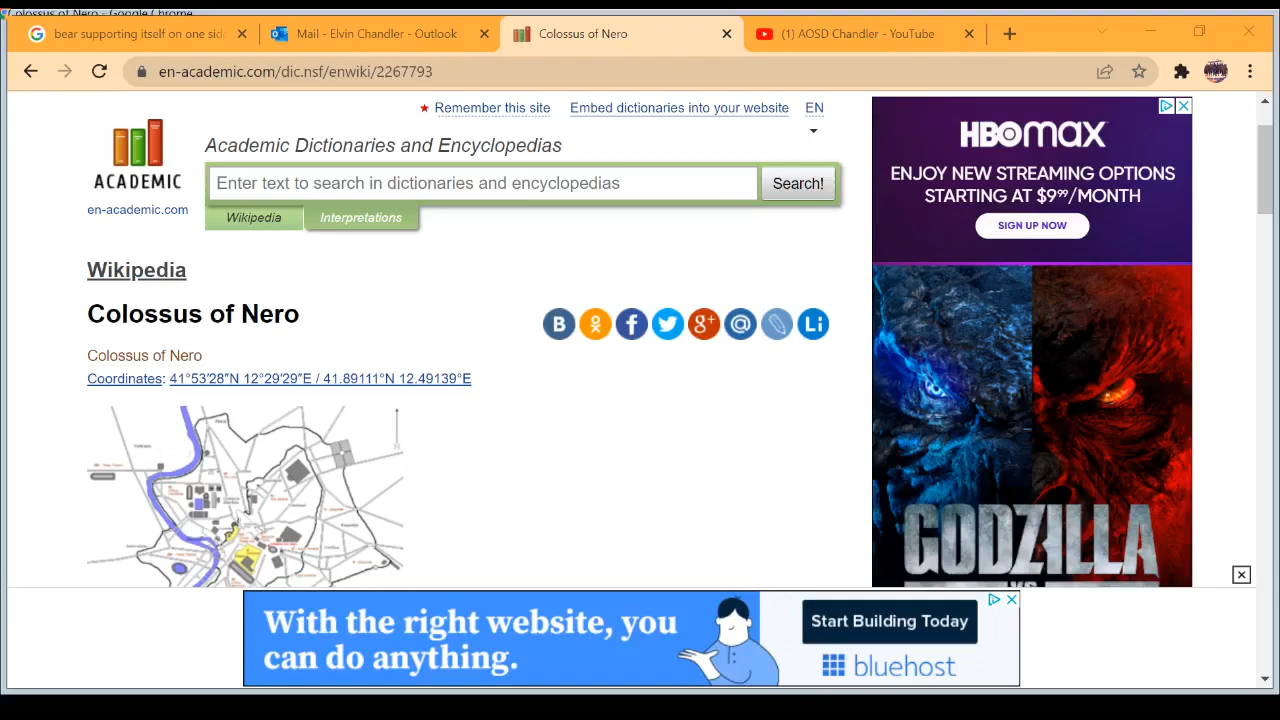 Colossus of Nero - Google Chrome
bear supporting itself on one side
Mail - Elvin Chandler - Outlook
Colossus of Nero
(1) AOSD Chandler - YouTube
en-academic.com/dic.nsf/enwiki/2267793
Remember this site
Embed dictionaries into your website
EN
ACADEMIC
en-academic.com
Academic Dictionaries and Encyclopedias
Enter text to search in dictionaries and encyclopedias
Search!
Wikipedia
Interpretations
Wikipedia
Colossus of Nero
B
f
g+
@
Li
Colossus of Nero
Coordinates: 41°53′28″N 12°29′29″E / 41.89111°N 12.49139°E
N
HBOMAX
ENJOY NEW STREAMING OPTIONS
STARTING AT $9⁹⁹/MONTH
SIGN UP NOW
GODZILLA
VS
With the right website, you
can do anything.
Start Building Today
bluehost